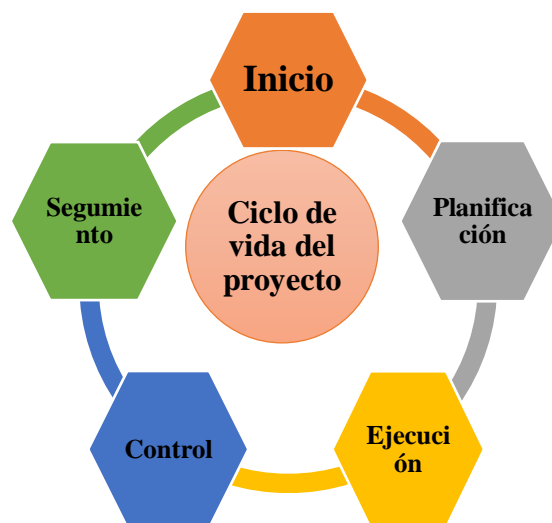 Inicio
Planifica
ción
Ejecuci
ón
Control
Segumie
nto
Ciclo de
vida del
proyecto